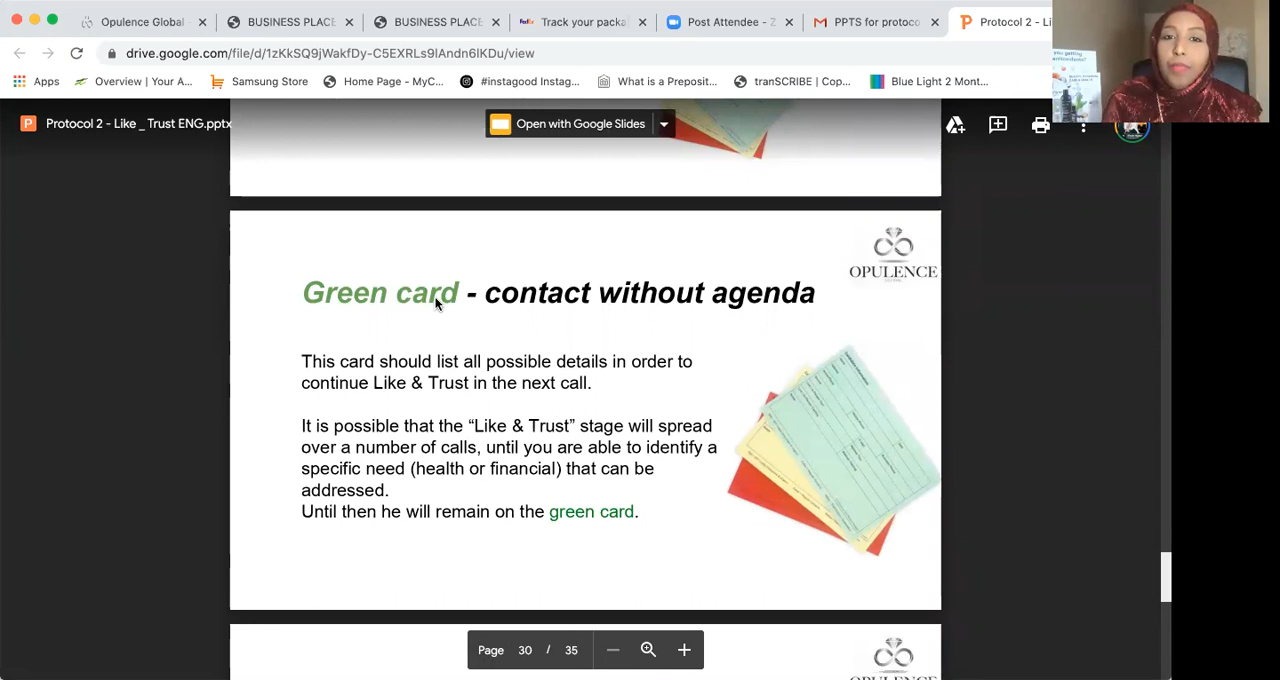 Opulence Global
BUSINESS PLACE
BUSINESS PLACE
FedEx
Track your packa
Post Attendee - Z
PPTS for protoco
Protocol 2 - Li
drive.google.com/file/d/1zKkSQ9jWakfDy-C5EXRLs9IAndn6lKDu/view
Apps
Overview | Your A...
Samsung Store
Home Page - MyC...
#instagood Instag...
What is a Preposit...
tranSCRIBE | Cop...
Blue Light 2 Mont...
Protocol 2 - Like _ Trust ENG.pptx
Open with Google Slides
OPULENCE
Green card - contact without agenda
This card should list all possible details in order to
continue Like & Trust in the next call.
It is possible that the “Like & Trust” stage will spread
over a number of calls, until you are able to identify a
specific need (health or financial) that can be
addressed.
Until then he will remain on the green card.
Page 30 / 35